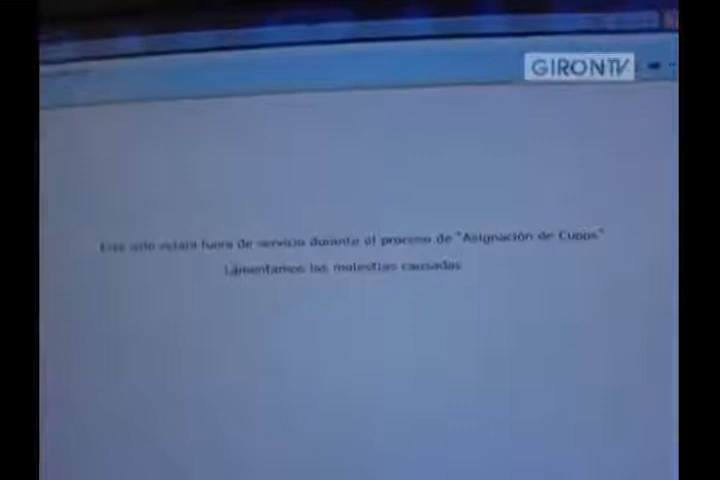 GIRONTV
Este sitio estará fuera de servicio durante el proceso de "Asignación de Cupos"
Lamentamos las molestias causadas